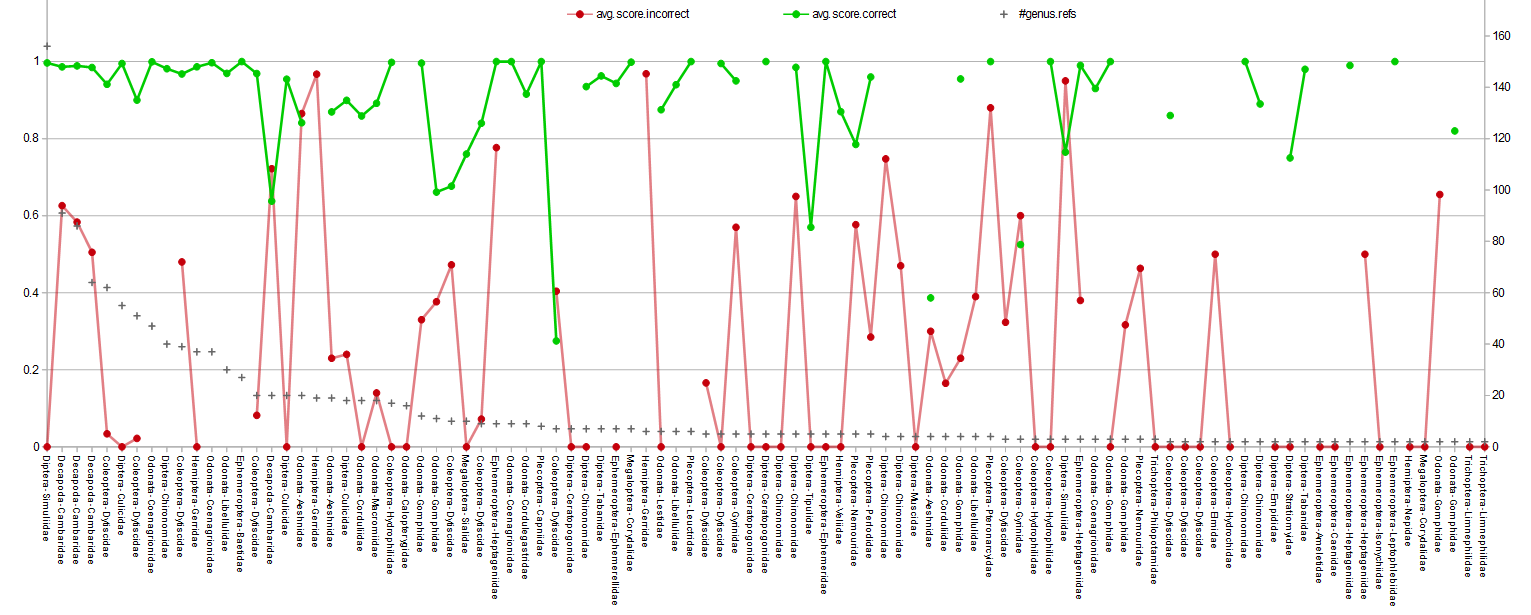 avg.score.incorrect
avg.score.correct
#genus.refs
1
0.8
0.6
0.4
0.2
0
160
140
120
100
80
60
40
20
0
Diptera-Simuliidae
Decapoda-Cambaridae
Decapoda-Cambaridae
Decapoda-Cambaridae
Coleoptera-Dytiscidae
Diptera-Culicidae
Coleoptera-Dytiscidae
Odonata-Coenagrionidae
Diptera-Chironomidae
Coleoptera-Dytiscidae
Hemiptera-Gerridae
Odonata-Coenagrionidae
Odonata-Libellulidae
Ephemeroptera-Baetidae
Coleoptera-Dytiscidae
Decapoda-Cambaridae
Diptera-Culicidae
Odonata-Aeshnidae
Hemiptera-Gerridae
Odonata-Aeshnidae
Diptera-Culicidae
Odonata-Corduliidae
Odonata-Macromiidae
Coleoptera-Hydrophilidae
Odonata-Calopterygidae
Odonata-Gomphidae
Odonata-Gomphidae
Coleoptera-Dytiscidae
Megaloptera-Sialidae
Coleoptera-Dytiscidae
Ephemeroptera-Heptageniidae
Odonata-Coenagrionidae
Odonata-Cordulegastridae
Plecoptera-Capniidae
Coleoptera-Dytiscidae
Diptera-Ceratopogonidae
Diptera-Chironomidae
Diptera-Tabanidae
Ephemeroptera-Ephemerellidae
Megaloptera-Corydalidae
Hemiptera-Gerridae
Odonata-Lestidae
Odonata-Libellulidae
Plecoptera-Leuctridae
Coleoptera-Dytiscidae
Coleoptera-Dytiscidae
Coleoptera-Gyrinidae
Diptera-Ceratopogonidae
Diptera-Ceratopogonidae
Diptera-Chironomidae
Diptera-Chironomidae
Diptera-Tipulidae
Ephemeroptera-Ephemeridae
Hemiptera-Veliidae
Plecoptera-Nemouridae
Plecoptera-Perlodidae
Diptera-Chironomidae
Diptera-Chironomidae
Diptera-Muscidae
Odonata-Aeshnidae
Odonata-Corduliidae
Odonata-Gomphidae
Odonata-Libellulidae
Plecoptera-Pteronarcyidae
Coleoptera-Dytiscidae
Coleoptera-Gyrinidae
Coleoptera-Hydrophilidae
Coleoptera-Hydrophilidae
Diptera-Simuliidae
Ephemeroptera-Heptageniidae
Odonata-Coenagrionidae
Odonata-Gomphidae
Odonata-Gomphidae
Plecoptera-Nemouridae
Trichoptera-Philopotamidae
Coleoptera-Dytiscidae
Coleoptera-Dytiscidae
Coleoptera-Dytiscidae
Coleoptera-Elmidae
Coleoptera-Hydrochidae
Diptera-Chironomidae
Diptera-Chironomidae
Diptera-Empididae
Diptera-Stratiomyidae
Diptera-Tabanidae
Ephemeroptera-Ameletidae
Ephemeroptera-Caenidae
Ephemeroptera-Heptageniidae
Ephemeroptera-Heptageniidae
Ephemeroptera-Isonychiidae
Ephemeroptera-Leptophlebiidae
Hemiptera-Nepidae
Megaloptera-Corydalidae
Odonata-Gomphidae
Odonata-Gomphidae
Trichoptera-Limnephilidae
Trichoptera-Limnephilidae